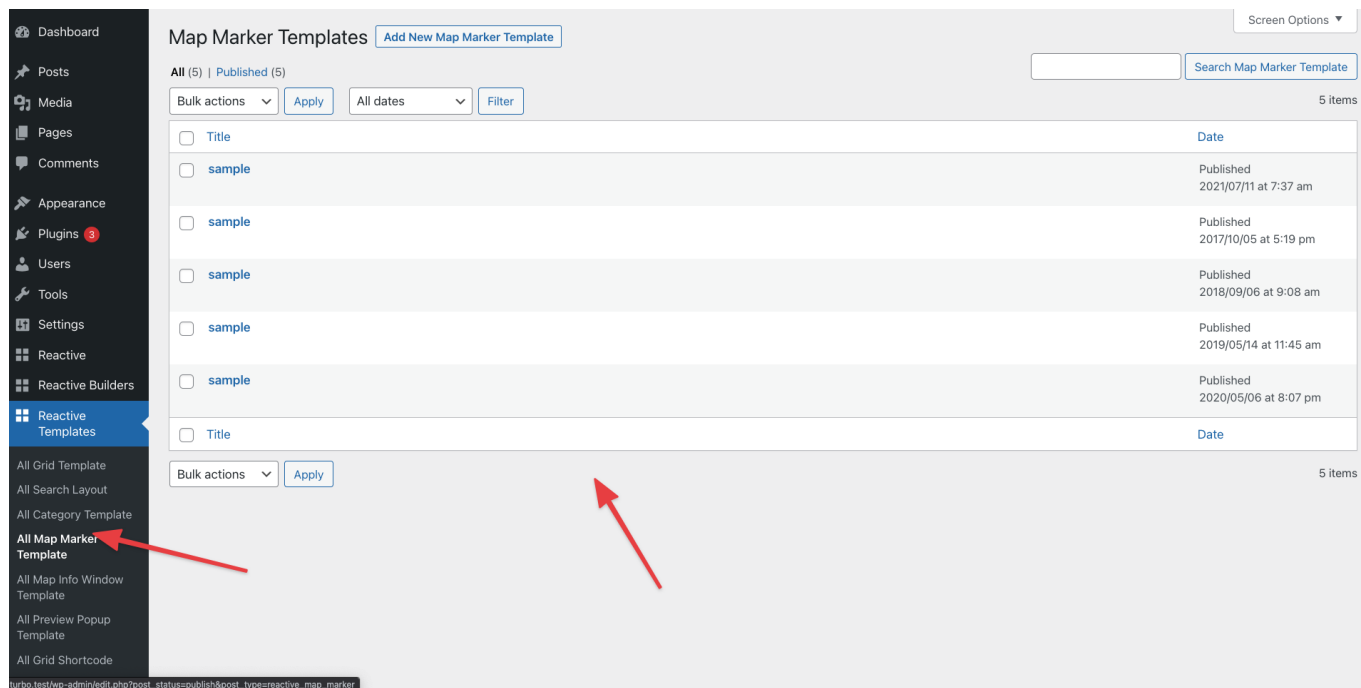 Dashboard
Posts
Media
Pages
Comments
Appearance
Plugins 3
Users
Tools
Settings
Reactive
Reactive Builders
Reactive
Templates
All Grid Template
All Search Layout
All Category Template
All Map Marker
Template
All Map Info Window
Template
All Preview Popup
Template
All Grid Shortcode
turbo.test/wp-admin/edit.php?post_status=publish&post_type=reactive_map_marker
Screen Options
Map Marker Templates Add New Map Marker Template
All (5) | Published (5)
Search Map Marker Template
Bulk actions Apply All dates Filter 5 items
Title Date
sample Published
2021/07/11 at 7:37 am
sample Published
2017/10/05 at 5:19 pm
sample Published
2018/09/06 at 9:08 am
sample Published
2019/05/14 at 11:45 am
sample Published
2020/05/06 at 8:07 pm
Title Date
Bulk actions Apply 5 items